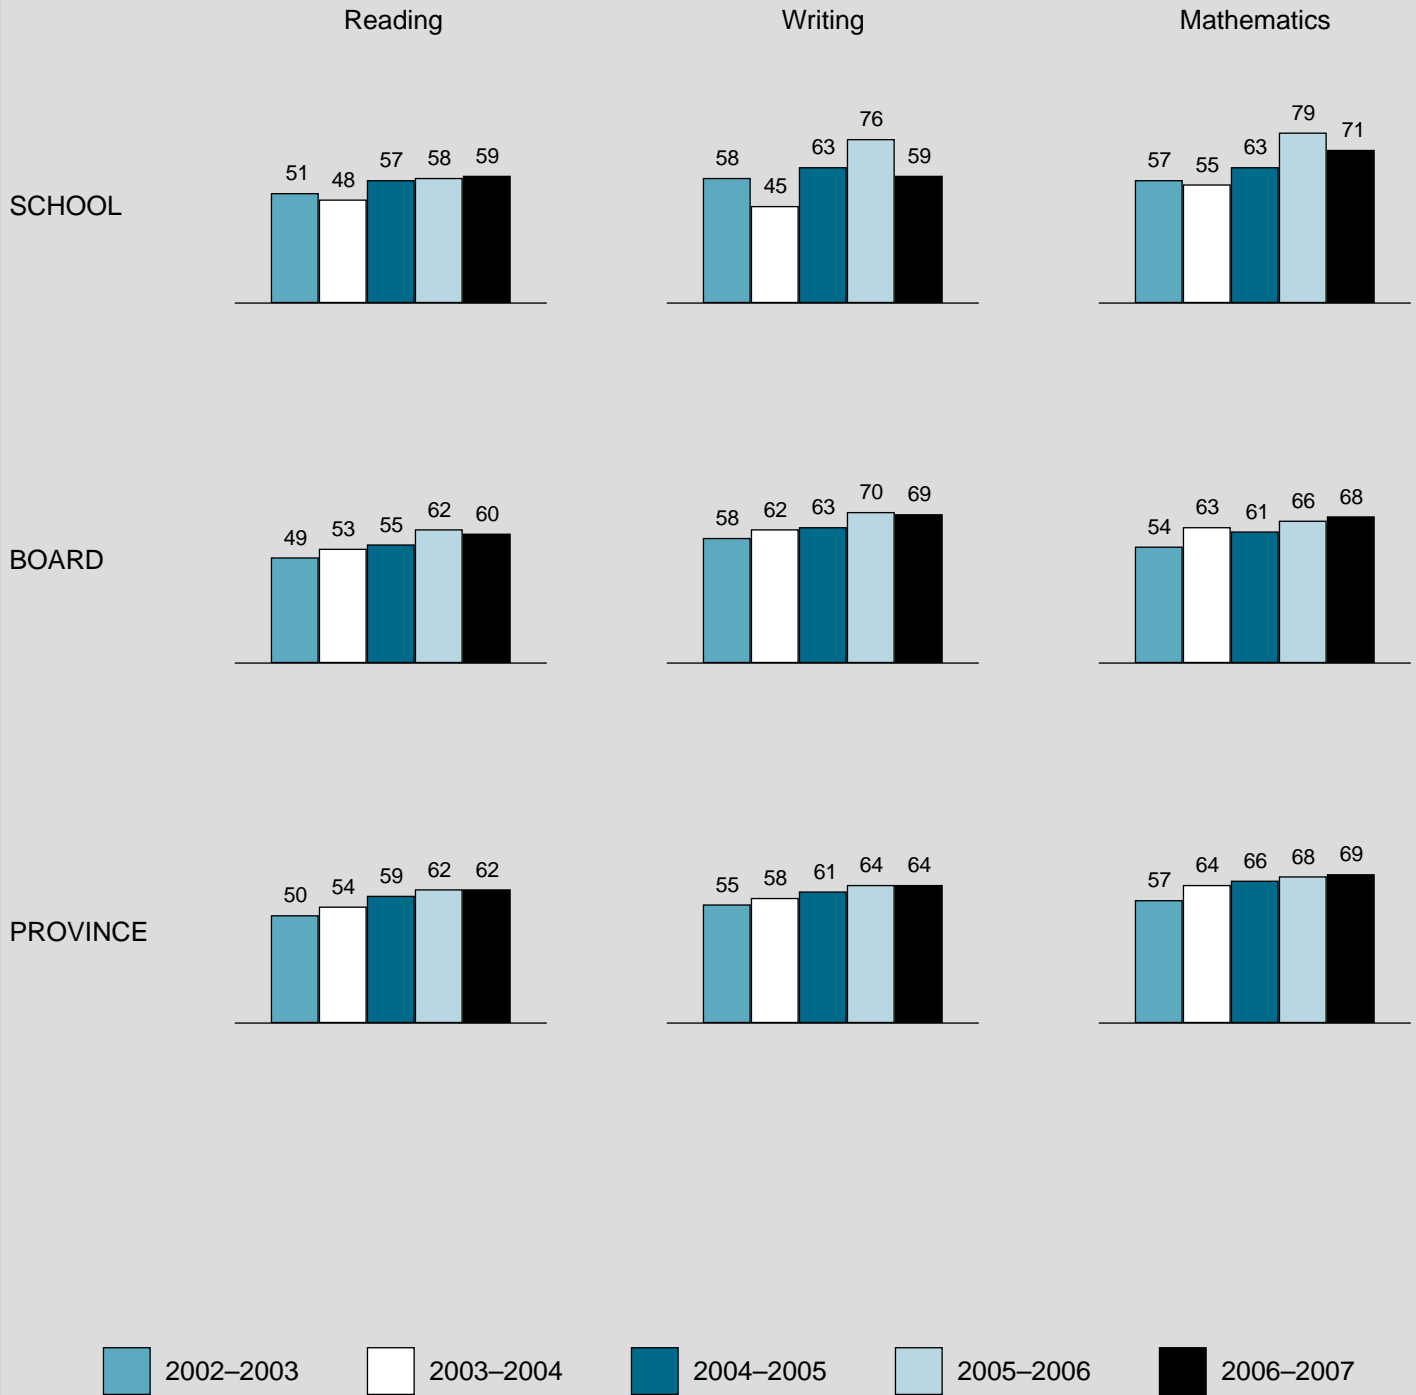 Reading Writing Mathematics
SCHOOL
51 48 57 58 59
58 45 63 76 59
57 55 63 79 71
BOARD
49 53 55 62 60
58 62 63 70 69
54 63 61 66 68
PROVINCE
50 54 59 62 62
55 58 61 64 64
57 64 66 68 69
2002–2003 2003–2004 2004–2005 2005–2006 2006–2007